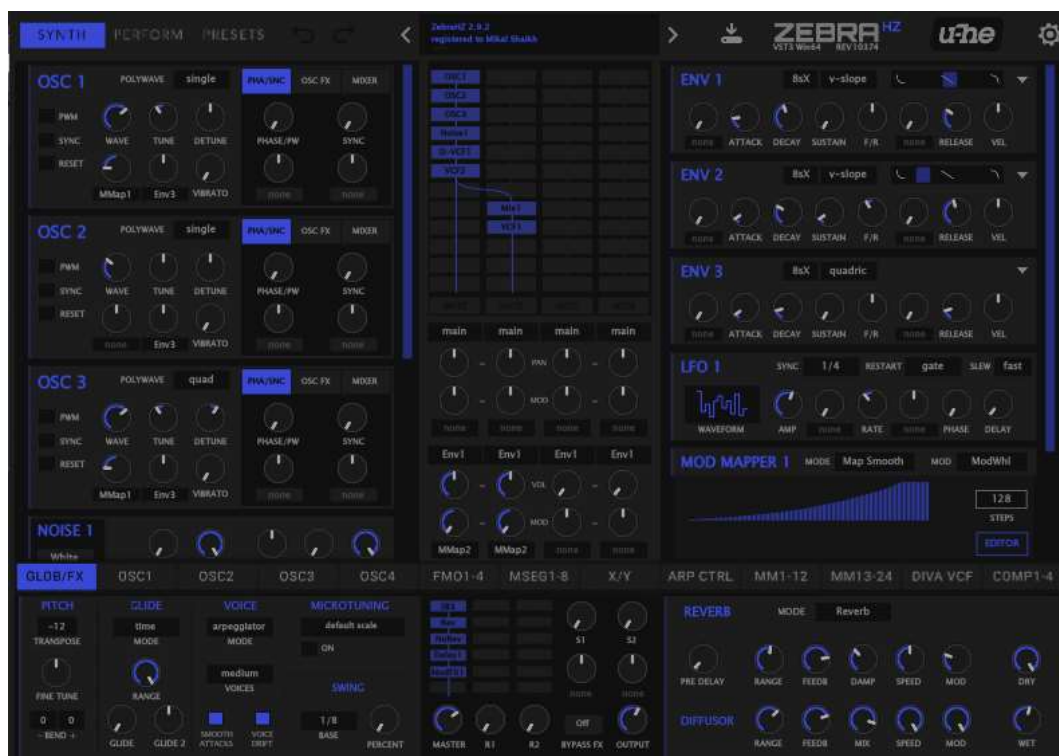 SYNTH PERFORM PRESETS
ZebraHZ 2.9.2
registered to Mikal Shaikh
ZEBRA HZ
VST3 Win64 REV10374
u-he
OSC 1 POLYWAVE single PHA/SNC OSC FX MIXER
PWM
SYNC
WAVE TUNE DETUNE PHASE/PW SYNC
RESET
MMap1 Env3 VIBRATO none none
OSC 2 POLYWAVE single PHA/SNC OSC FX MIXER
PWM
SYNC
WAVE TUNE DETUNE PHASE/PW SYNC
RESET
none Env3 VIBRATO none none
OSC 3 POLYWAVE quad PHA/SNC OSC FX MIXER
PWM
SYNC
WAVE TUNE DETUNE PHASE/PW SYNC
RESET
MMap1 Env3 VIBRATO none none
NOISE 1
White
OSC1
OSC2
OSC3
Noise1
VCF2
Mix1
VCF3
main main main main
PAN
MOD
none none none none
Env1 Env1 Env1 Env1
VOL
MOD
MMap2 MMap2 none none
ENV 1 8sX v-slope
none ATTACK DECAY SUSTAIN F/R none RELEASE VEL
ENV 2 8sX v-slope
none ATTACK DECAY SUSTAIN F/R none RELEASE VEL
ENV 3 8sX quadric
none ATTACK DECAY SUSTAIN F/R none RELEASE VEL
LFO 1 SYNC 1/4 RESTART gate SLEW fast
WAVEFORM AMP none RATE none PHASE DELAY
MOD MAPPER 1 MODE Map Smooth MOD ModWhl
128
STEPS
EDITOR
GLOB/FX OSC1 OSC2 OSC3 OSC4 FMO1-4 MSEG1-8 X/Y ARP CTRL MM1-12 MM13-24 DIVA VCF COMP1-4
PITCH GLIDE VOICE MICROTUNING
-12 time arpeggiator default scale
TRANSPOSE MODE MODE ON
medium
VOICES SWING
FINE TUNE RANGE
0 0 1/8
- BEND + GLIDE GLIDE 2 SMOOTH ATTACKS VOICE DRIFT BASE PERCENT
Rev
NuRev
Delay1
S1 S2
none none
Off
MASTER R1 R2 BYPASS FX OUTPUT
REVERB MODE Reverb
PRE DELAY RANGE FEEDB DAMP SPEED MOD DRY
DIFFUSOR
RANGE FEEDB MIX SPEED MOD WET